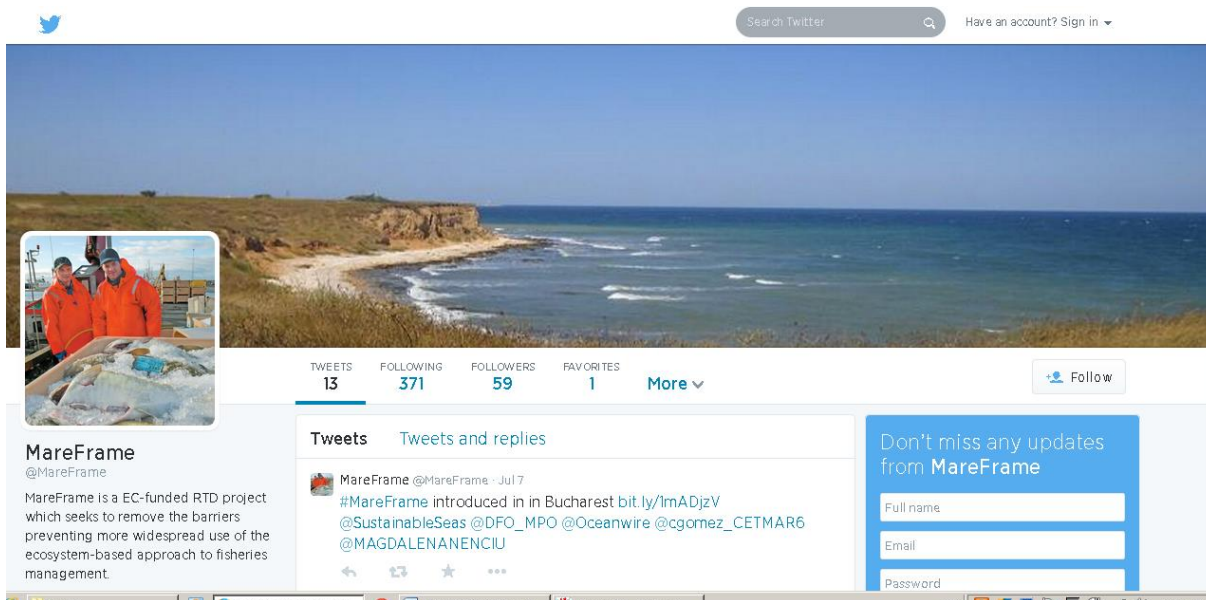 Search Twitter
Have an account? Sign in
TWEETS
13
FOLLOWING
371
FOLLOWERS
59
FAVORITES
1
More
Follow
MareFrame
@MareFrame
MareFrame is a EC-funded RTD project
which seeks to remove the barriers
preventing more widespread use of the
ecosystem-based approach to fisheries
management.
Tweets Tweets and replies
MareFrame @MareFrame · Jul 7
#MareFrame introduced in in Bucharest bit.ly/1mADjzV
@SustainableSeas @DFO_MPO @Oceanwire @cgomez_CETMAR6
@MAGDALENANENCIU
Don't miss any updates
from MareFrame
Full name
Email
Password